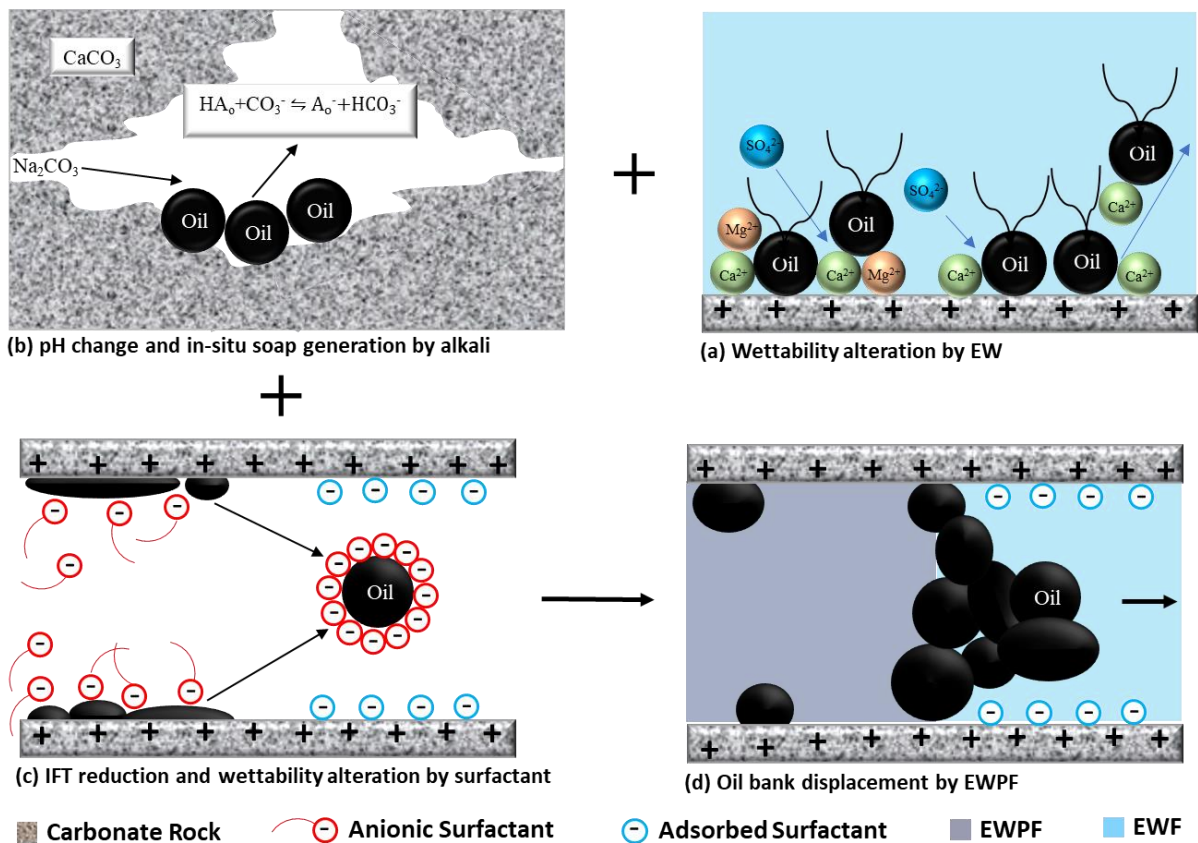 CaCO₃
HAₒ+CO₃⁻ ⇋ Aₒ⁻+HCO₃⁻
Na₂CO₃
Oil
Oil
Oil
(b) pH change and in-situ soap generation by alkali
+
SO₄²⁻
SO₄²⁻
Oil
Oil
Ca²⁺
Mg²⁺
Ca²⁺
Oil
Ca²⁺
Mg²⁺
Ca²⁺
Oil
Oil
Ca²⁺
+ + + + + + + + +
(a) Wettability alteration by EW
+
+ + + + + + + + +
- - - -
- - -
-
Oil
- - - - - - - - - - - - -
-
- - - -
- - - -
+ + + + + + + + +
(c) IFT reduction and wettability alteration by surfactant
+ + + + + + + + +
- - - -
Oil
- - - -
+ + + + + + + + +
(d) Oil bank displacement by EWPF
Carbonate Rock - Anionic Surfactant - Adsorbed Surfactant EWPF EWF